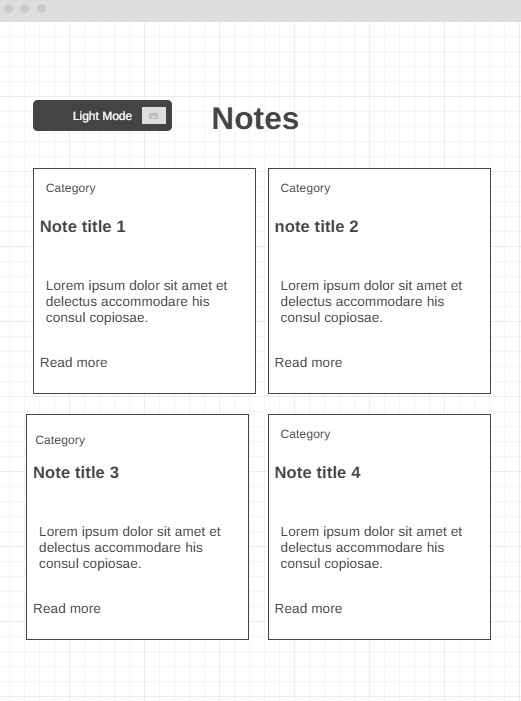 Light Mode
Notes
Category
Note title 1
Lorem ipsum dolor sit amet et
delectus accommodare his
consul copiosae.
Read more
Category
note title 2
Lorem ipsum dolor sit amet et
delectus accommodare his
consul copiosae.
Read more
Category
Note title 3
Lorem ipsum dolor sit amet et
delectus accommodare his
consul copiosae.
Read more
Category
Note title 4
Lorem ipsum dolor sit amet et
delectus accommodare his
consul copiosae.
Read more